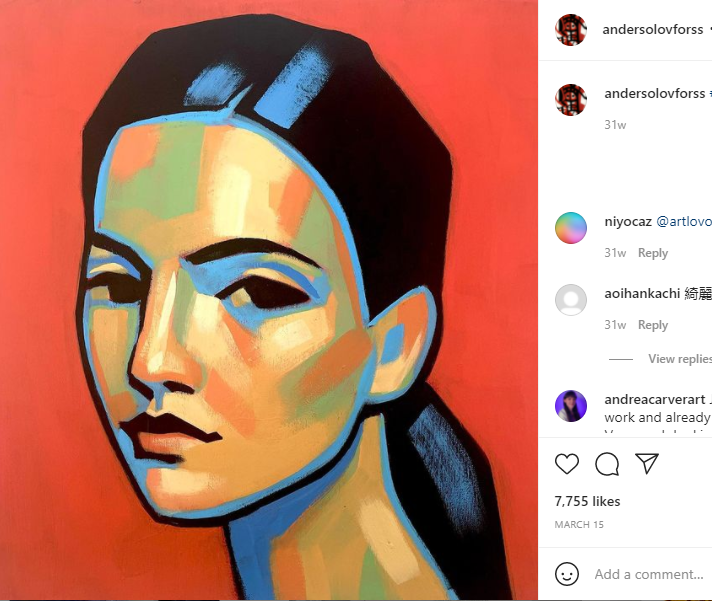 andersolovforss
andersolovforss
31w
niyocaz @artlovo
31w Reply
aoihankachi 綺麗
31w Reply
View replies
andreacarverart
work and already
7,755 likes
MARCH 15
Add a comment...